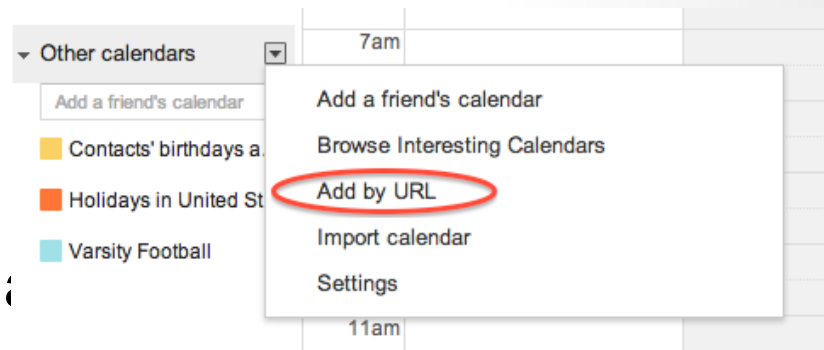 Other calendars
7am
Add a friend's calendar
Add a friend's calendar
Contacts' birthdays a
Browse Interesting Calendars
Holidays in United St
Add by URL
Varsity Football
Import calendar
Settings
11am